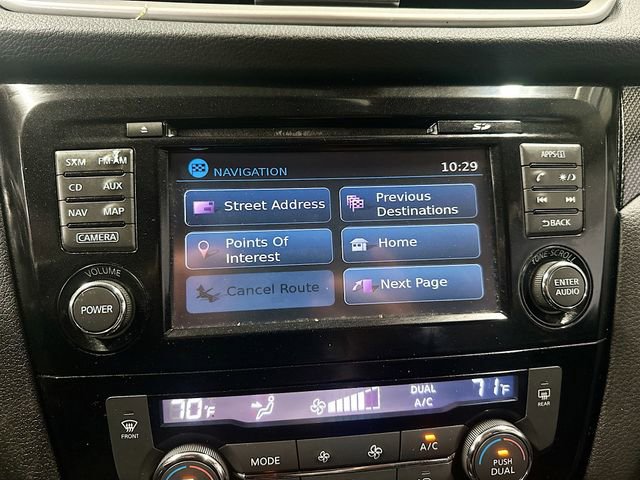 SXM FM·AM
CD AUX
NAV MAP
CAMERA
VOLUME
POWER
SD
NAVIGATION 10:29
Street Address
Previous
Destinations
Points Of
Interest
Home
Cancel Route
Next Page
APPS
BACK
TUNE·SCROLL
ENTER
AUDIO
FRONT
70°F
DUAL
A/C
71°F
REAR
MODE
A/C
PUSH
DUAL